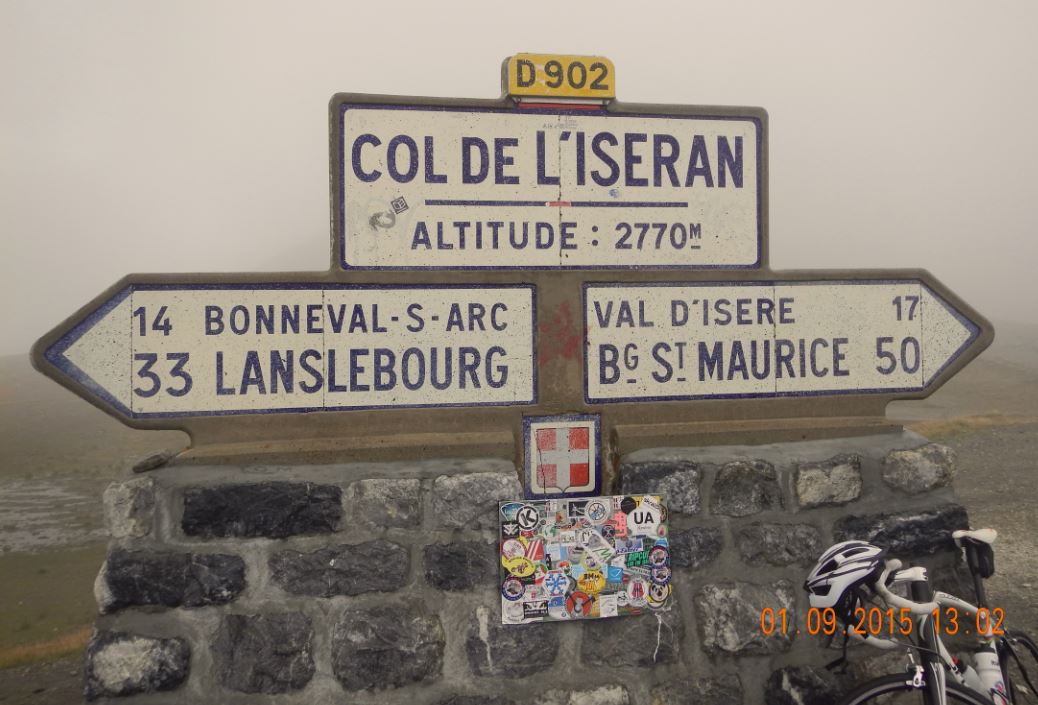 D 902
COL DE L'ISERAN
ALTITUDE : 2770M
14 BONNEVAL-S-ARC
33 LANSLEBOURG
VAL D'ISERE 17
BG ST MAURICE 50
UA
K
01.09.2015 13:02